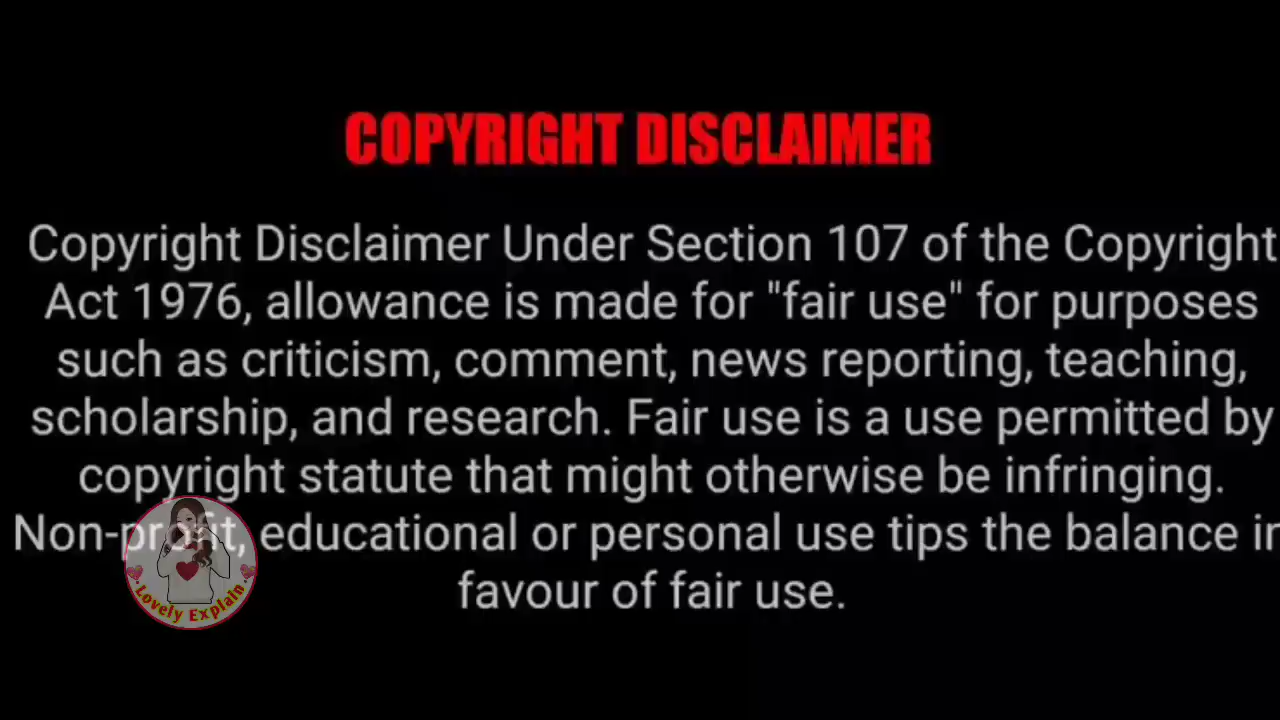 COPYRIGHT DISCLAIMER
Copyright Disclaimer Under Section 107 of the Copyright
Act 1976, allowance is made for "fair use" for purposes
such as criticism, comment, news reporting, teaching,
scholarship, and research. Fair use is a use permitted by
copyright statute that might otherwise be infringing.
Non-profit, educational or personal use tips the balance in
favour of fair use.
Lovely Explain